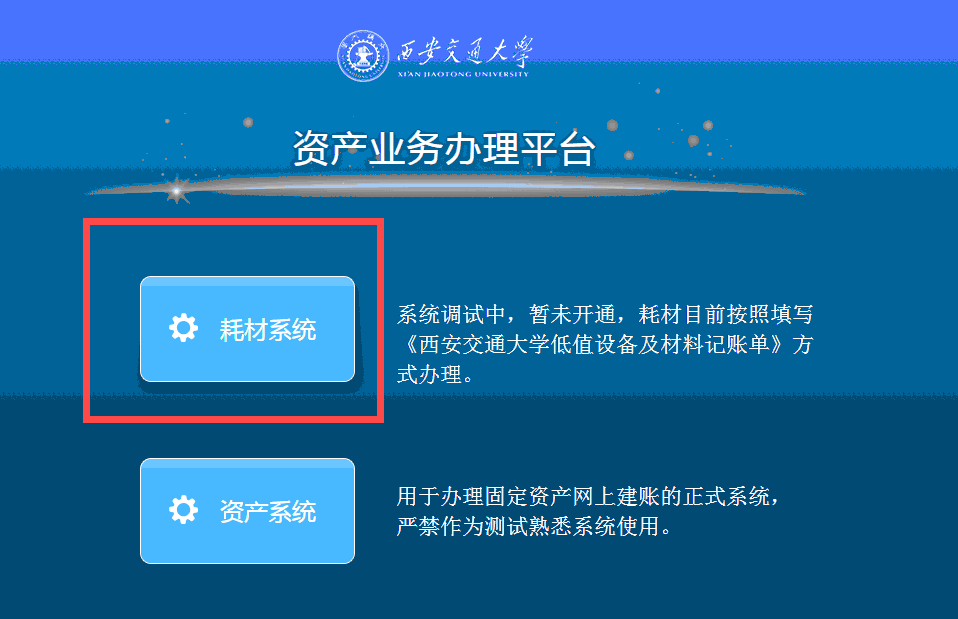 西安交通大学
XI'AN JIAOTONG UNIVERSITY
资产业务办理平台
耗材系统
系统调试中，暂未开通，耗材目前按照填写
《西安交通大学低值设备及材料记账单》方
式办理。
资产系统
用于办理固定资产网上建账的正式系统，
严禁作为测试熟悉系统使用。